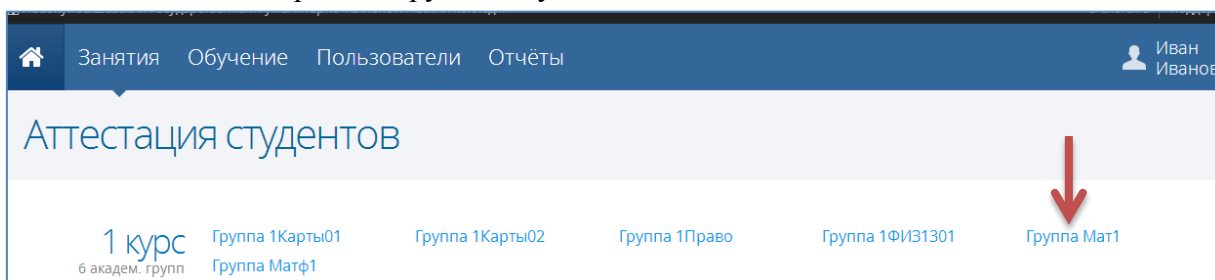 Занятия Обучение Пользователи Отчёты
Иван
Иванов
Аттестация студентов
1 курс
6 академ. групп
Группа 1Карты01 Группа 1Карты02 Группа 1Право Группа 1ФИЗ1301 Группа Мат1
Группа Матф1